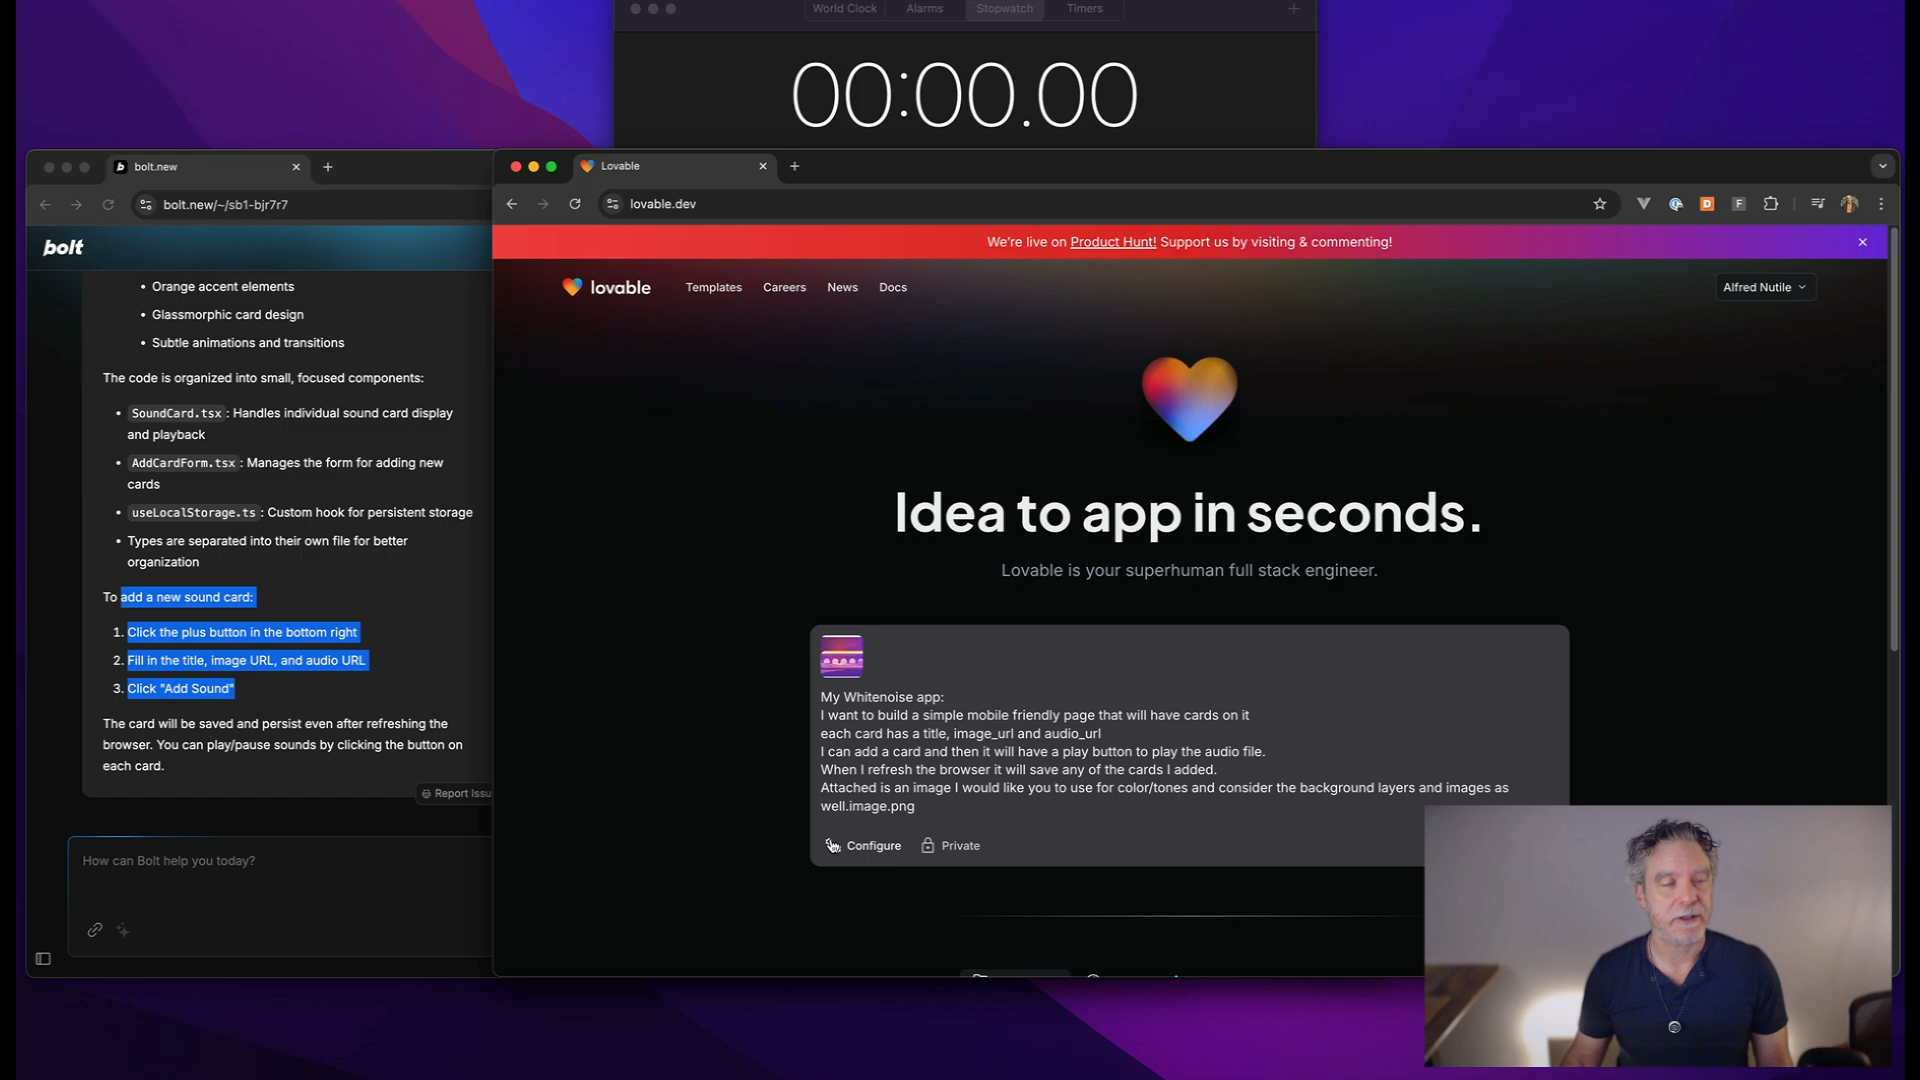 World Clock
Alarms
Stopwatch
Timers
00:00.00
bolt.new
bolt.new/~/sb1-bjr7r7
bolt
• Orange accent elements
• Glassmorphic card design
• Subtle animations and transitions
The code is organized into small, focused components:
• SoundCard.tsx : Handles individual sound card display
and playback
• AddCardForm.tsx : Manages the form for adding new
cards
• useLocalStorage.ts : Custom hook for persistent storage
• Types are separated into their own file for better
organization
To add a new sound card:
1. Click the plus button in the bottom right
2. Fill in the title, image URL, and audio URL
3. Click "Add Sound"
The card will be saved and persist even after refreshing the
browser. You can play/pause sounds by clicking the button on
each card.
Report Issu
How can Bolt help you today?
Lovable
lovable.dev
We're live on Product Hunt! Support us by visiting & commenting!
lovable
Templates
Careers
News
Docs
Alfred Nutile
Idea to app in seconds.
Lovable is your superhuman full stack engineer.
My Whitenoise app:
I want to build a simple mobile friendly page that will have cards on it
each card has a title, image_url and audio_url
I can add a card and then it will have a play button to play the audio file.
When I refresh the browser it will save any of the cards I added.
Attached is an image I would like you to use for color/tones and consider the background layers and images as
well.image.png
Configure
Private